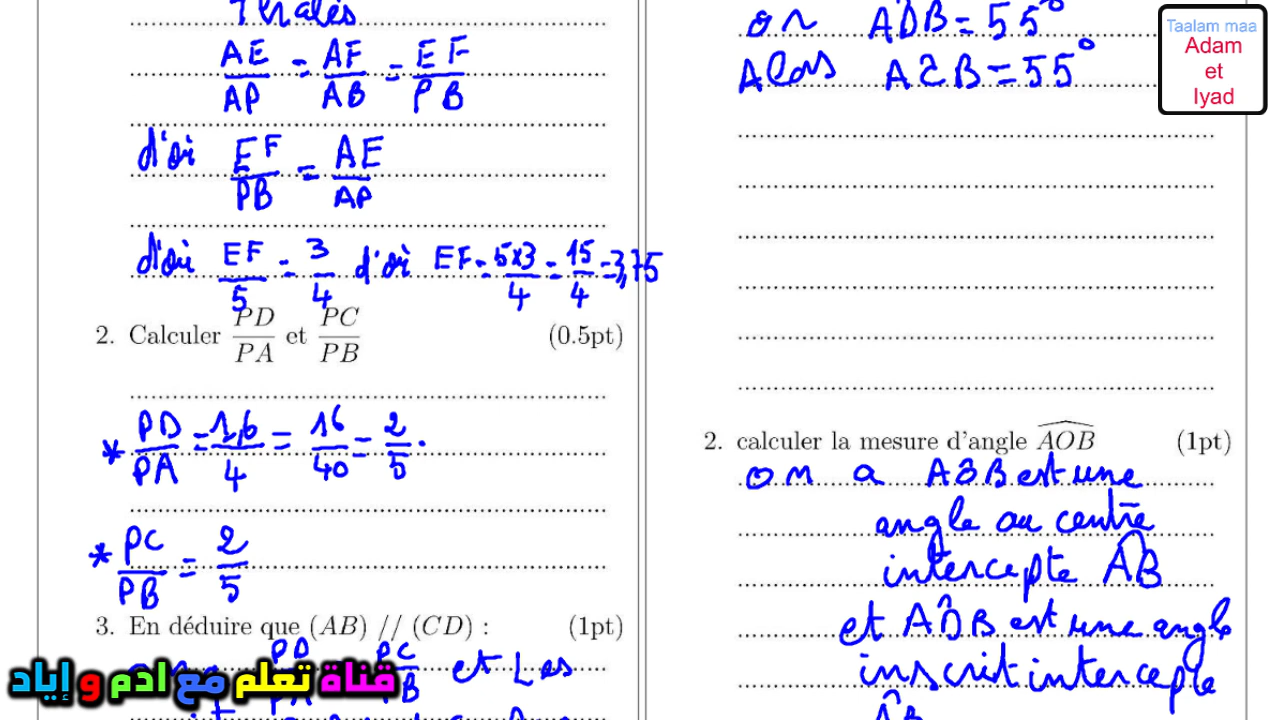 Thalès
AE/AP = AF/AB = EF/PB
d'où EF/PB = AE/AP
d'où EF/5 = 3/4 d'où EF = 5x3/4 = 15/4 = 3,75
2. Calculer PD/PA et PC/PB (0.5pt)
* PD/PA = 1,6/4 = 16/40 = 2/5.
* PC/PB = 2/5
3. En déduire que (AB) // (CD) : (1pt)
on a PD/PA PC/PB et Les
or ADB = 55°
Alors ACB = 55°
2. calculer la mesure d'angle AOB (1pt)
on a AÔB est une
angle au centre
intercepte AB
et ADB est une angle
inscrit intercepte
AB
Taalam maa
Adam
et
Iyad
قناة تعلم مع ادم و إياد